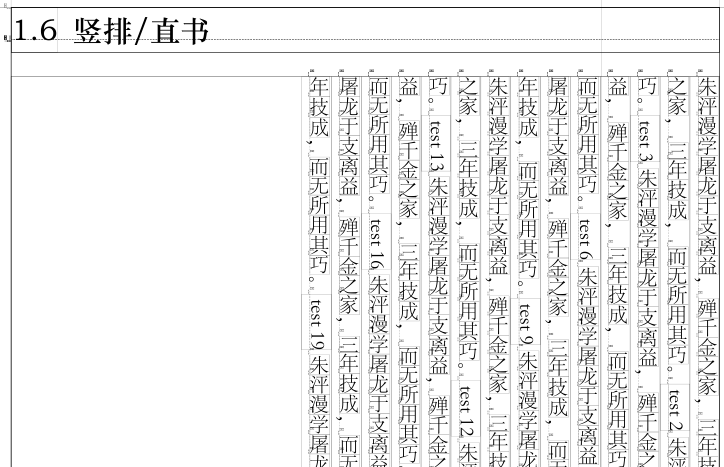 1.6 竖排/直书
朱泙漫学屠龙于支离益，殚千金之家，三年
之家，三年技成，而无所用其巧。test 2 朱泙
巧。test 3 朱泙漫学屠龙于支离益，殚千金之
益，殚千金之家，三年技成，而无所用其巧
而无所用其巧。test 6 朱泙漫学屠龙于支离
屠龙于支离益，殚千金之家，三年技成，而无
年技成，而无所用其巧。test 9 朱泙漫学屠龙
朱泙漫学屠龙于支离益，殚千金之家，三年
之家，三年技成，而无所用其巧。test 12 朱
巧。test 13 朱泙漫学屠龙于支离益，殚千金之
益，殚千金之家，三年技成，而无所用其巧
而无所用其巧。test 16 朱泙漫学屠龙于支离
屠龙于支离益，殚千金之家，三年技成，而无
年技成，而无所用其巧。test 19 朱泙漫学屠龙